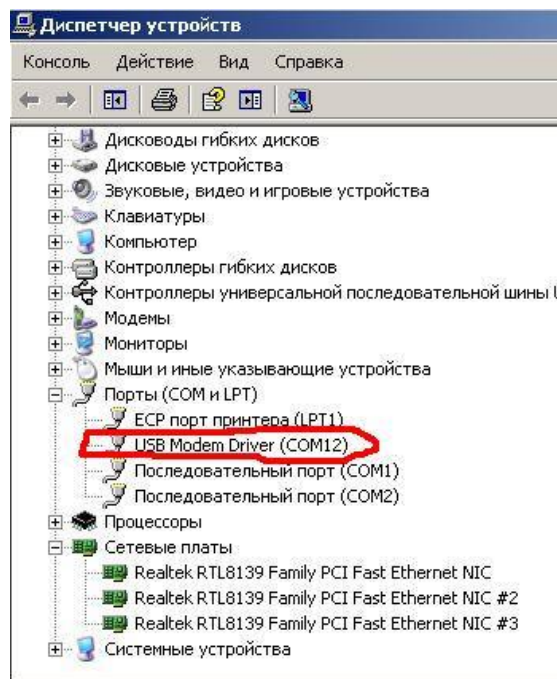 Диспетчер устройств
Консоль Действие Вид Справка
Дисководы гибких дисков
Дисковые устройства
Звуковые, видео и игровые устройства
Клавиатуры
Компьютер
Контроллеры гибких дисков
Контроллеры универсальной последовательной шины
Модемы
Мониторы
Мыши и иные указывающие устройства
Порты (COM и LPT)
ECP порт принтера (LPT1)
USB Modem Driver (COM12)
Последовательный порт (COM1)
Последовательный порт (COM2)
Процессоры
Сетевые платы
Realtek RTL8139 Family PCI Fast Ethernet NIC
Realtek RTL8139 Family PCI Fast Ethernet NIC #2
Realtek RTL8139 Family PCI Fast Ethernet NIC #3
Системные устройства